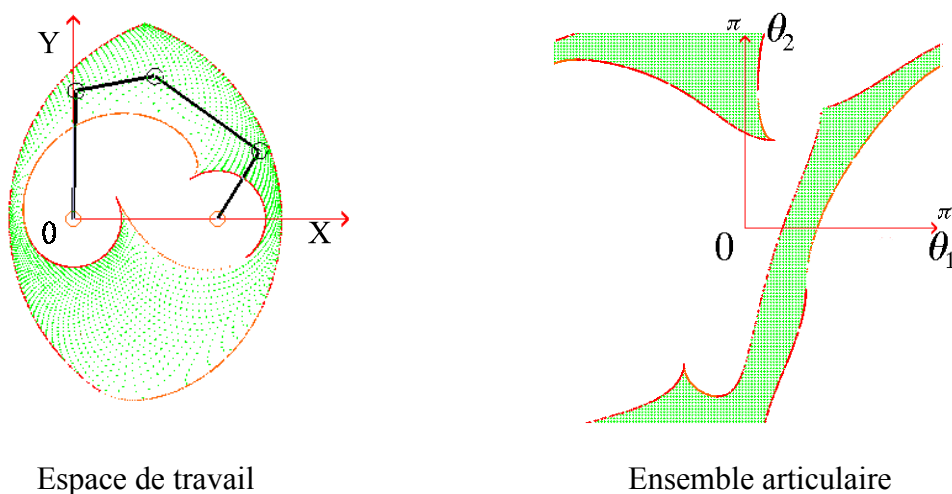 Y
0
X
π
θ2
0
π
θ1
Espace de travail
Ensemble articulaire